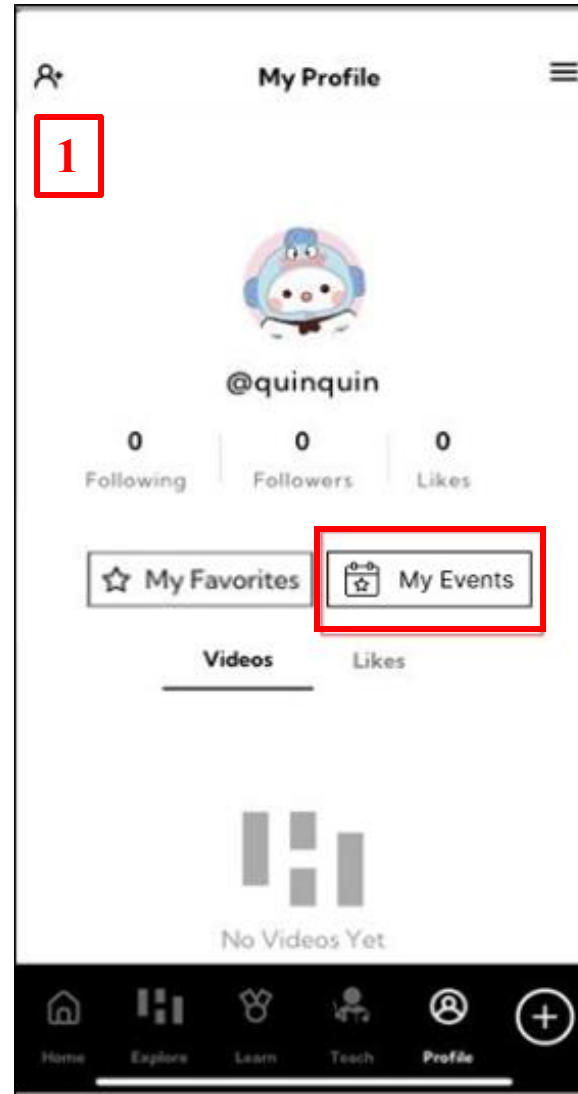 My Profile
1
@quinquin
0 0 0
Following Followers Likes
My Favorites My Events
Videos Likes
No Videos Yet
Home Explore Learn Teach Profile